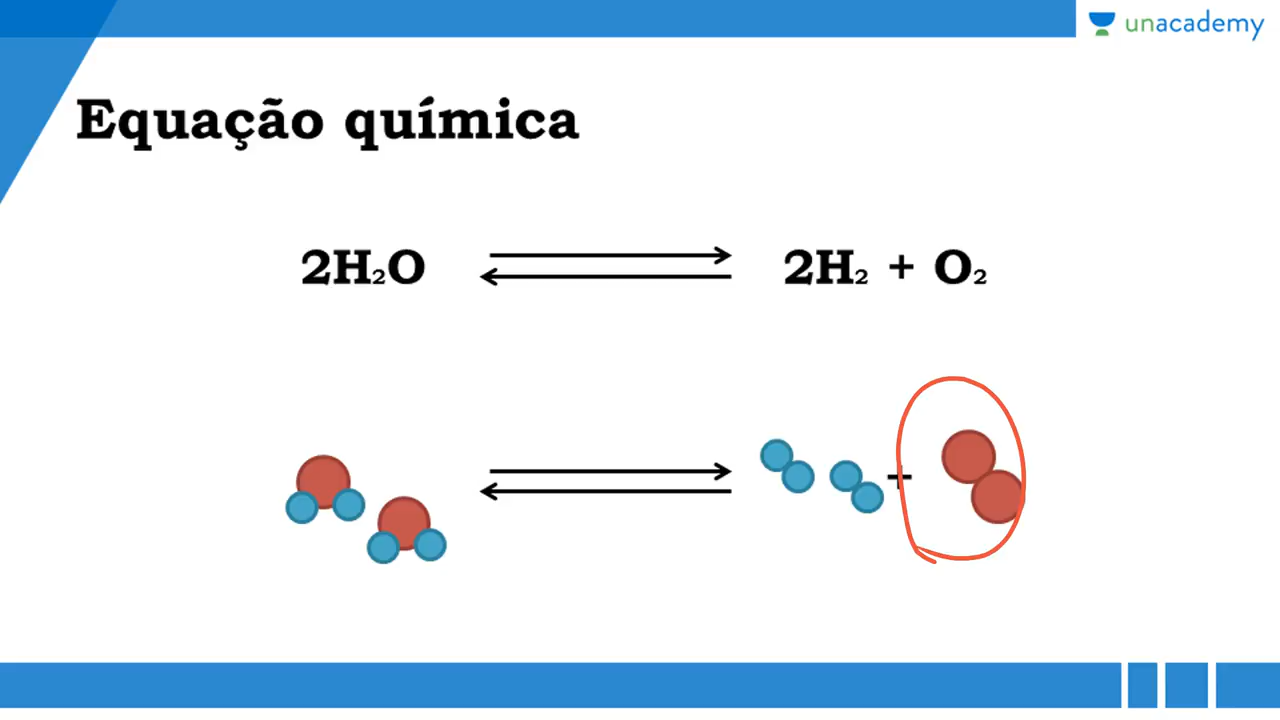 unacademy
Equação química
2H₂O ⇌ 2H₂ + O₂
+